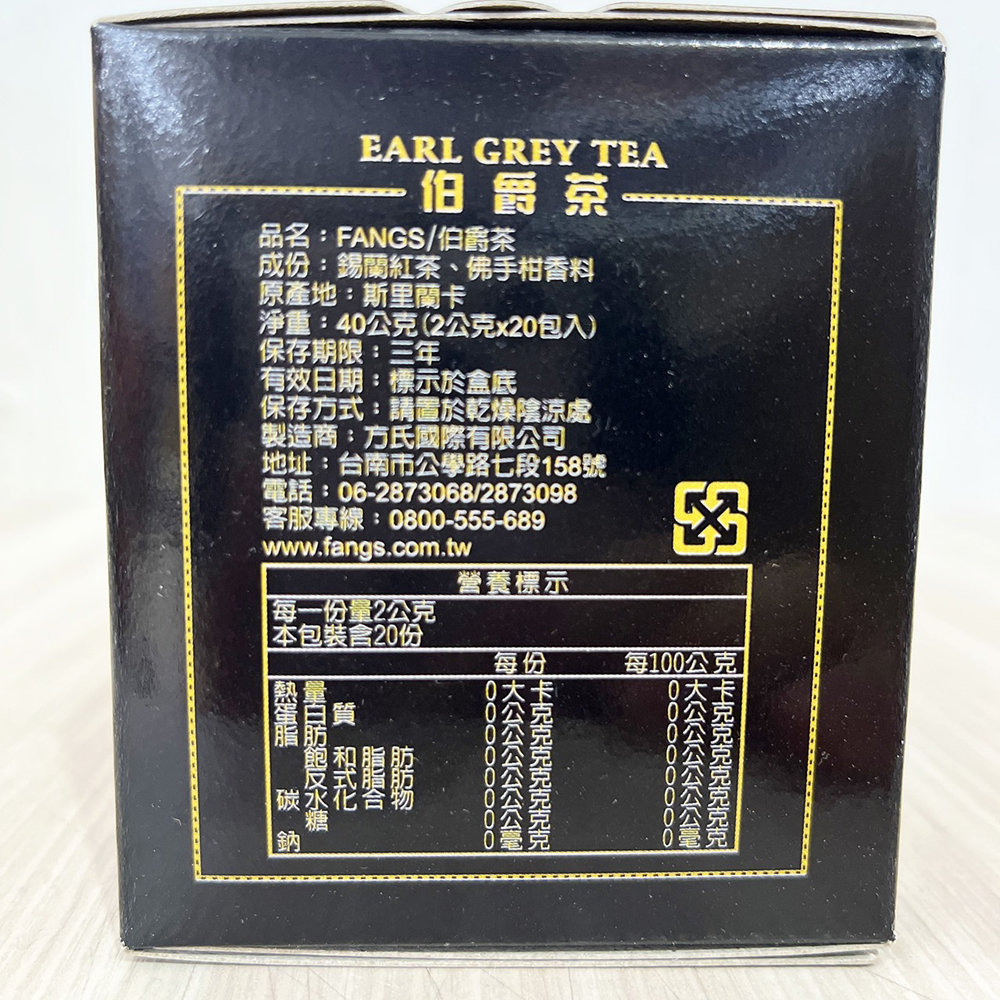 EARL GREY TEA
伯爵茶
品名：FANGS/伯爵茶
成份：錫蘭紅茶、佛手柑香料
原產地：斯里蘭卡
淨重：40公克(2公克x20包入)
保存期限：三年
有效日期：標示於盒底
保存方式：請置於乾燥陰涼處
製造商：方氏國際有限公司
地址：台南市公學路七段158號
電話：06-2873068/2873098
客服專線：0800-555-689
www.fangs.com.tw
營養標示
每一份量2公克
本包裝含20份
每份 每100公克
熱量 0大卡 0大卡
蛋白質 0公克 0公克
脂肪 0公克 0公克
飽和脂肪 0公克 0公克
反式脂肪 0公克 0公克
碳水化合物 0公克 0公克
糖 0公克 0公克
鈉 0毫克 0毫克